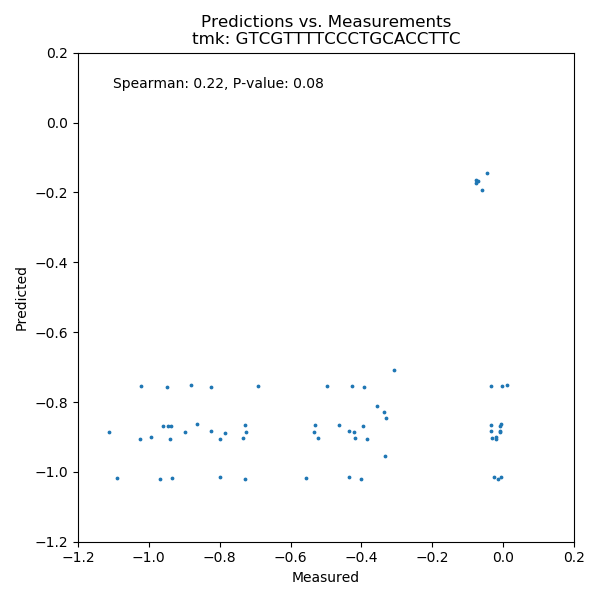 Predictions vs. Measurements
tmk: GTCGTTTTCCCTGCACCTTC
Spearman: 0.22, P-value: 0.08
0.2
0.0
−0.2
−0.4
−0.6
−0.8
−1.0
−1.2
Predicted
−1.2 −1.0 −0.8 −0.6 −0.4 −0.2 0.0 0.2
Measured